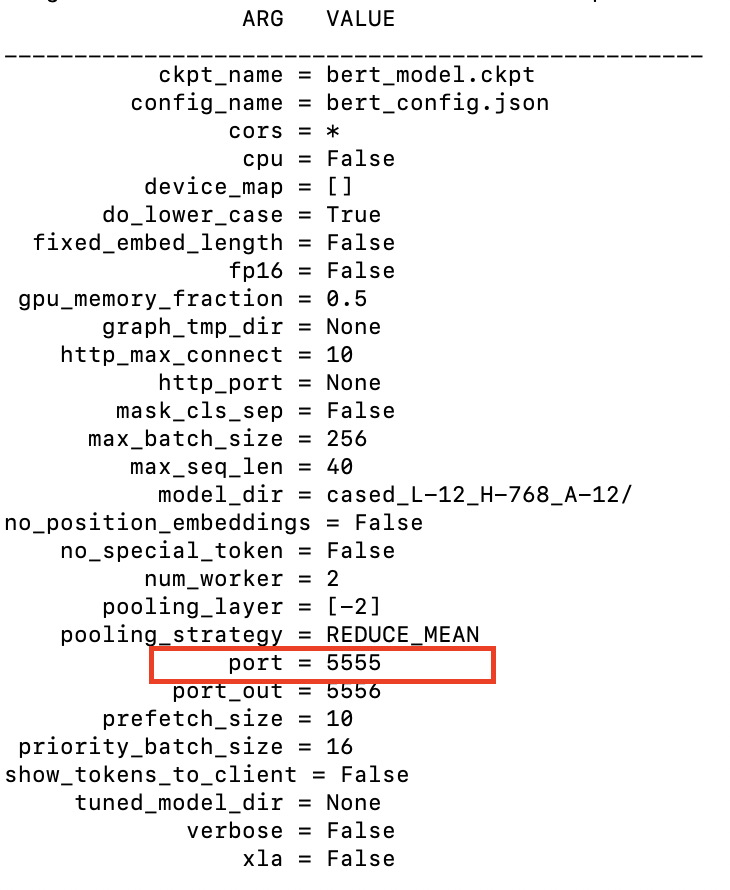 ARG VALUE
__________________________________________________
ckpt_name = bert_model.ckpt
config_name = bert_config.json
cors = *
cpu = False
device_map = []
do_lower_case = True
fixed_embed_length = False
fp16 = False
gpu_memory_fraction = 0.5
graph_tmp_dir = None
http_max_connect = 10
http_port = None
mask_cls_sep = False
max_batch_size = 256
max_seq_len = 40
model_dir = cased_L-12_H-768_A-12/
no_position_embeddings = False
no_special_token = False
num_worker = 2
pooling_layer = [-2]
pooling_strategy = REDUCE_MEAN
port = 5555
port_out = 5556
prefetch_size = 10
priority_batch_size = 16
show_tokens_to_client = False
tuned_model_dir = None
verbose = False
xla = False